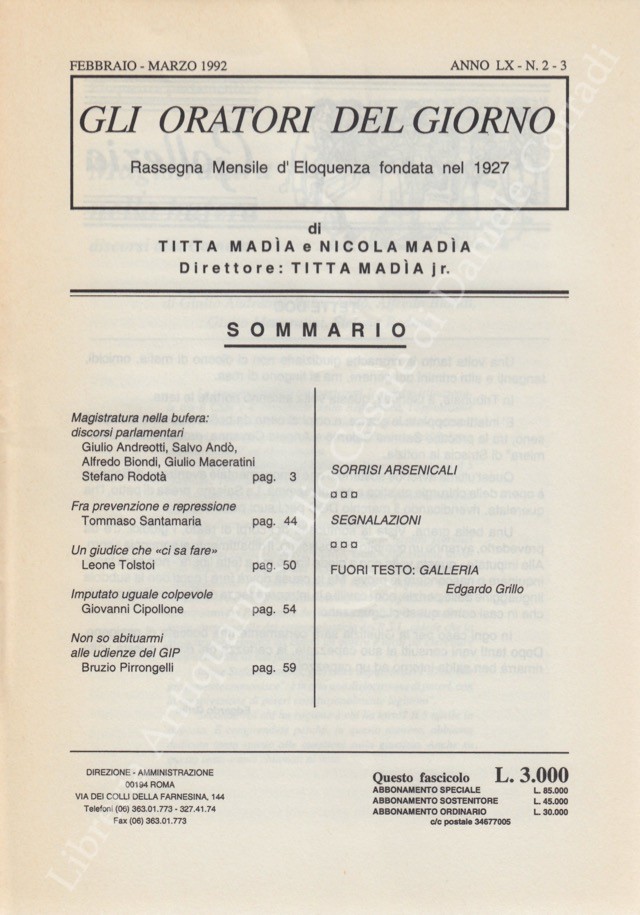 FEBBRAIO - MARZO 1992
ANNO LX - N. 2 - 3
GLI ORATORI DEL GIORNO
Rassegna Mensile d'Eloquenza fondata nel 1927
di
TITTA MADÌA e NICOLA MADÌA
Direttore: TITTA MADÌA jr.
SOMMARIO
Magistratura nella bufera:
discorsi parlamentari
Giulio Andreotti, Salvo Andò,
Alfredo Biondi, Giulio Maceratini
Stefano Rodotà pag. 3
Fra prevenzione e repressione
Tommaso Santamaria pag. 44
Un giudice che «ci sa fare»
Leone Tolstoi pag. 50
Imputato uguale colpevole
Giovanni Cipollone pag. 54
Non so abituarmi
alle udienze del GIP
Bruzio Pirrongelli pag. 59
SORRISI ARSENICALI
SEGNALAZIONI
FUORI TESTO: GALLERIA
Edgardo Grillo
DIREZIONE - AMMINISTRAZIONE
00194 ROMA
VIA DEI COLLI DELLA FARNESINA, 144
Telefoni (06) 363.01.773 - 327.41.74
Fax (06) 363.01.773
Questo fascicolo L. 3.000
ABBONAMENTO SPECIALE L. 85.000
ABBONAMENTO SOSTENITORE L. 45.000
ABBONAMENTO ORDINARIO L. 30.000
c/c postale 34677005